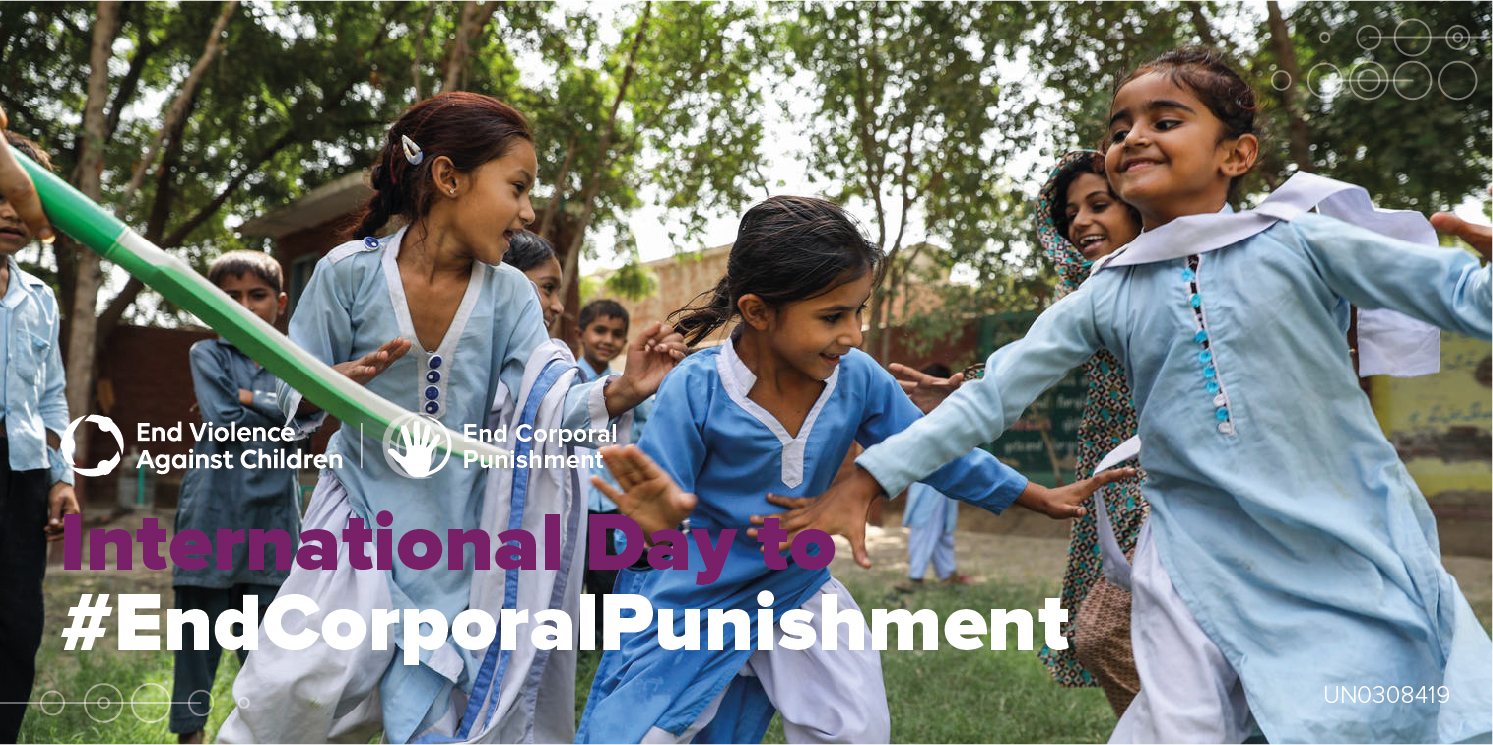 End Violence
Against Children
End Corporal
Punishment
International Day to
#EndCorporalPunishment
UN0308419